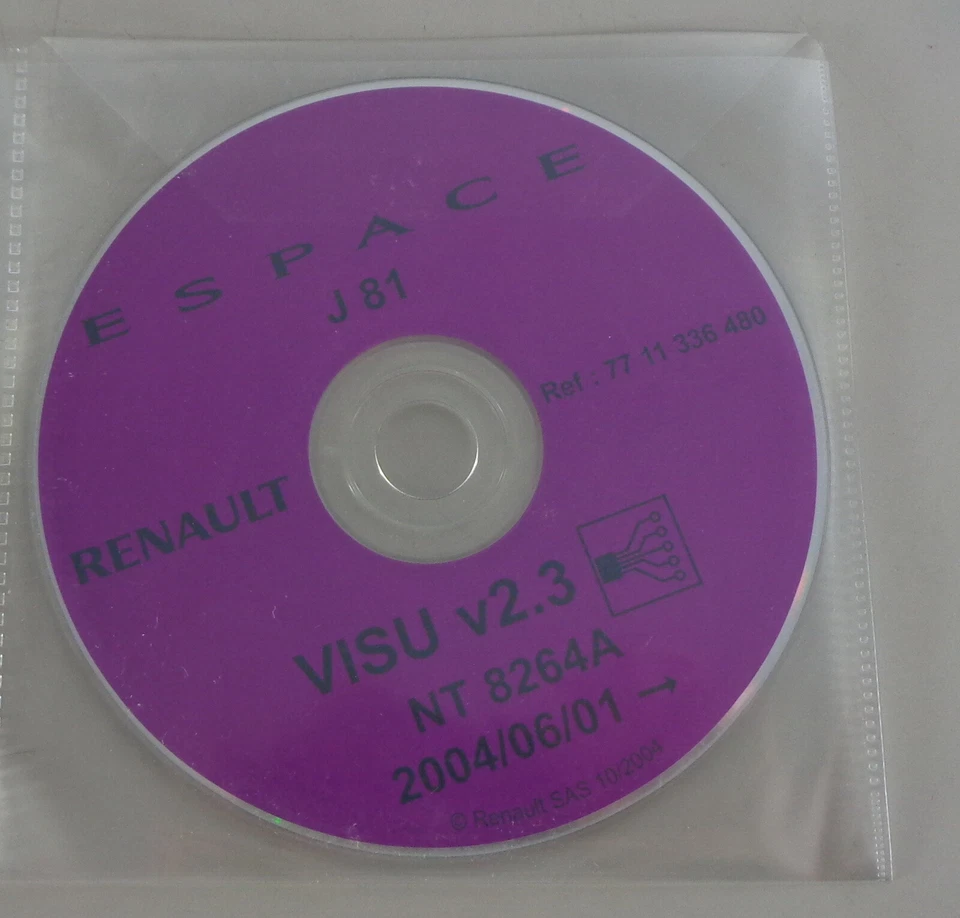 ESPACE
J 81
Ref : 77 11 336 480
RENAULT
VISU v2.3
NT 8264A
2004/06/01 →
© Renault SAS 10/2004